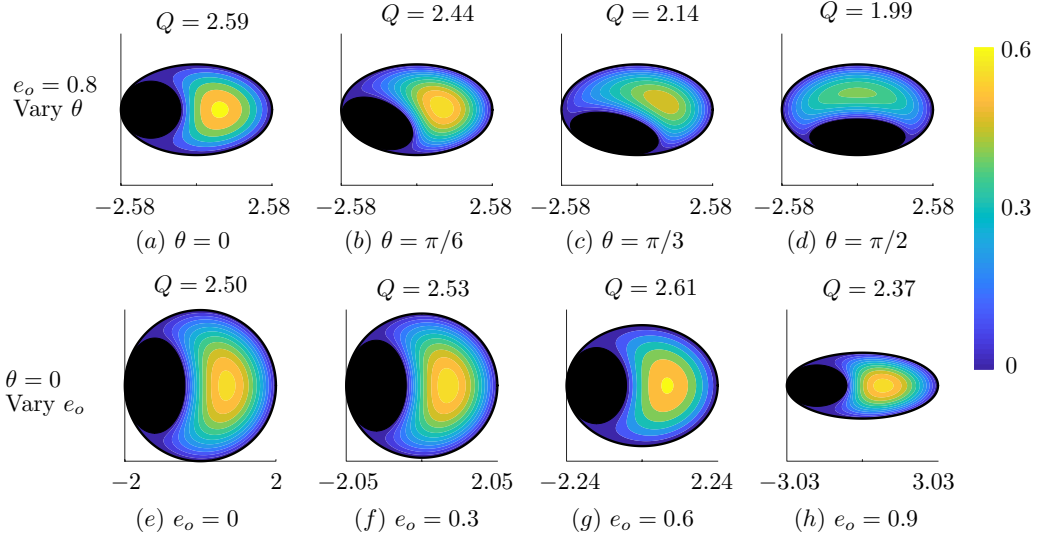 Q = 2.59
Q = 2.44
Q = 2.14
Q = 1.99
e_o = 0.8
Vary θ
−2.58 2.58
−2.58 2.58
−2.58 2.58
−2.58 2.58
(a) θ = 0
(b) θ = π/6
(c) θ = π/3
(d) θ = π/2
0.6
0.3
0
Q = 2.50
Q = 2.53
Q = 2.61
Q = 2.37
θ = 0
Vary e_o
−2 2
−2.05 2.05
−2.24 2.24
−3.03 3.03
(e) e_o = 0
(f) e_o = 0.3
(g) e_o = 0.6
(h) e_o = 0.9